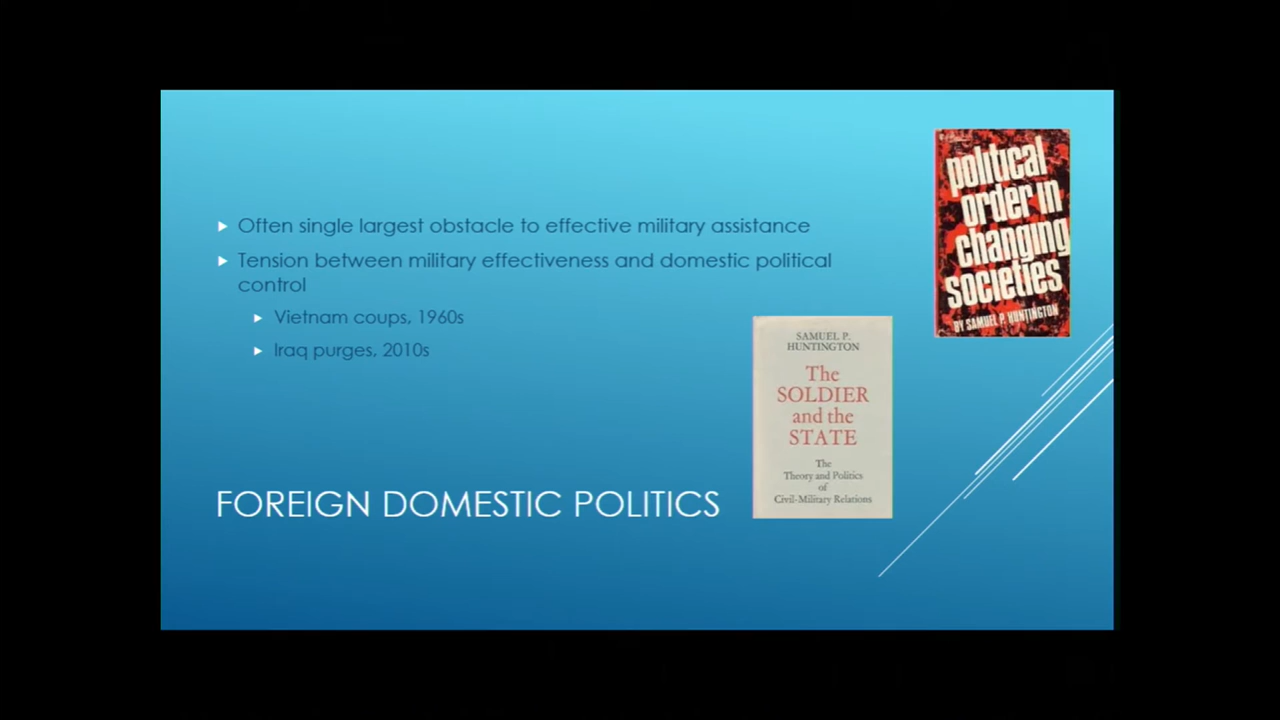 Often single largest obstacle to effective military assistance
Tension between military effectiveness and domestic political
control
Vietnam coups, 1960s
Iraq purges, 2010s
FOREIGN DOMESTIC POLITICS
political
order in
changing
societies
BY SAMUEL P. HUNTINGTON
SAMUEL P.
HUNTINGTON
The
SOLDIER
and the
STATE
The
Theory and Politics
of
Civil-Military Relations